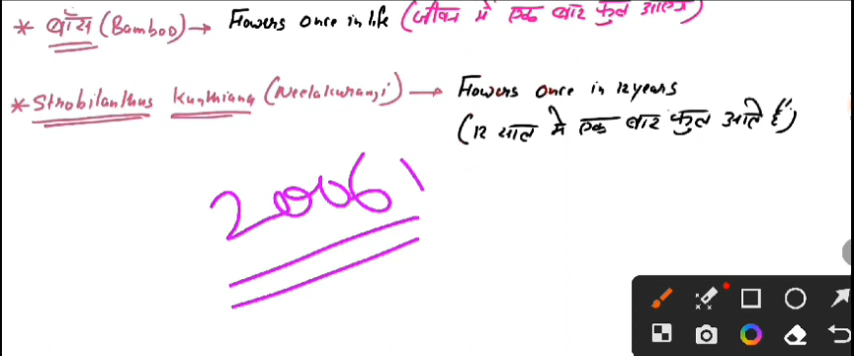 * बाँस (Bamboo) → Flowers once in life (जीवन में एक बार फुल आता)
* Strobilanthus Kunthiana (Neelakuranji) → Flowers once in 12 years
(12 साल मे एक बार फुल आते हैं)
2006